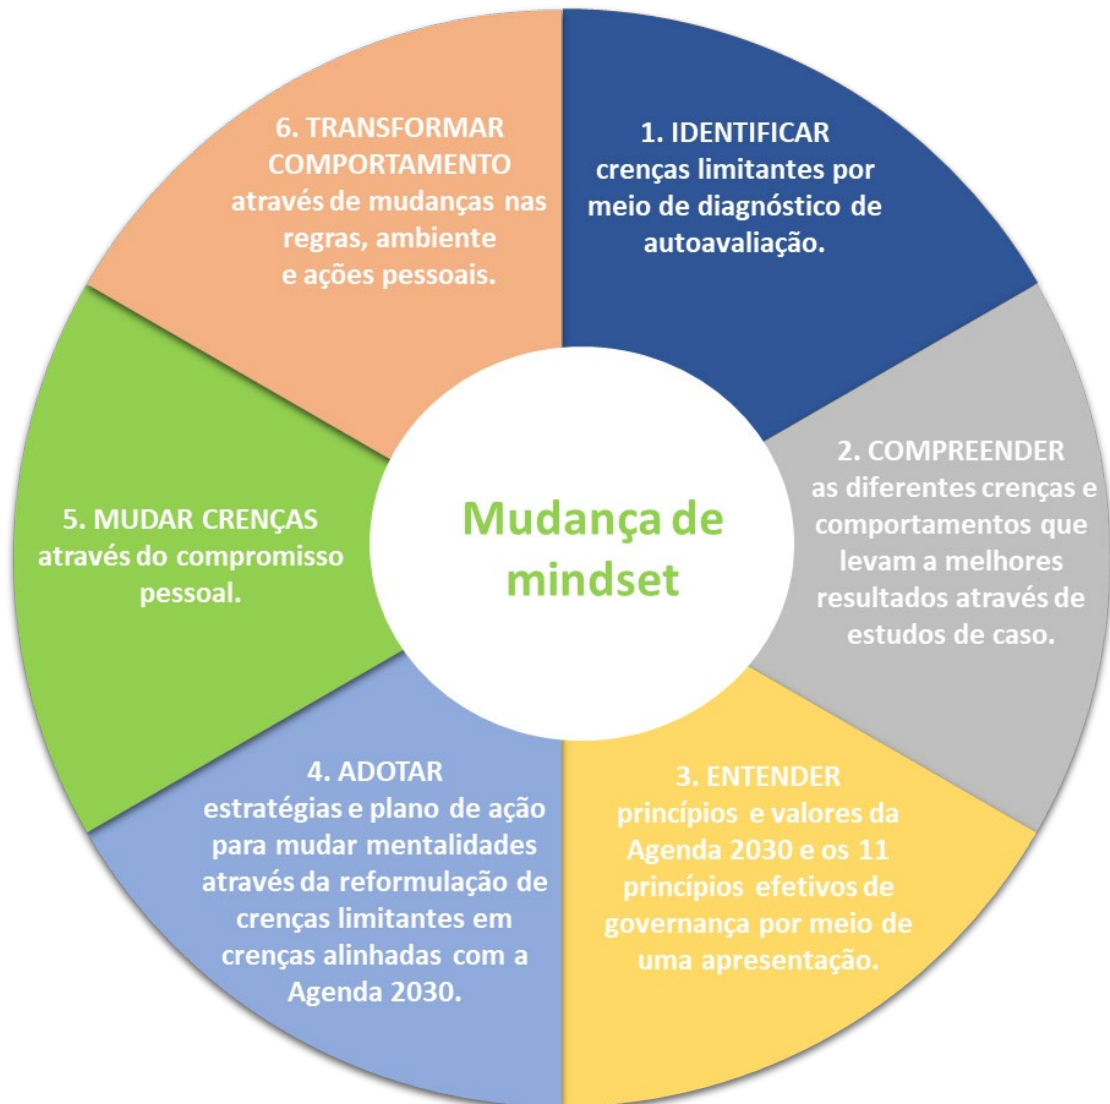 1. IDENTIFICAR
crenças limitantes por
meio de diagnóstico de
autoavaliação.
2. COMPREENDER
as diferentes crenças e
comportamentos que
levam a melhores
resultados através de
estudos de caso.
3. ENTENDER
princípios e valores da
Agenda 2030 e os 11
princípios efetivos de
governança por meio de
uma apresentação.
4. ADOTAR
estratégias e plano de ação
para mudar mentalidades
através da reformulação de
crenças limitantes em
crenças alinhadas com a
Agenda 2030.
5. MUDAR CRENÇAS
através do compromisso
pessoal.
6. TRANSFORMAR
COMPORTAMENTO
através de mudanças nas
regras, ambiente
e ações pessoais.
Mudança de
mindset